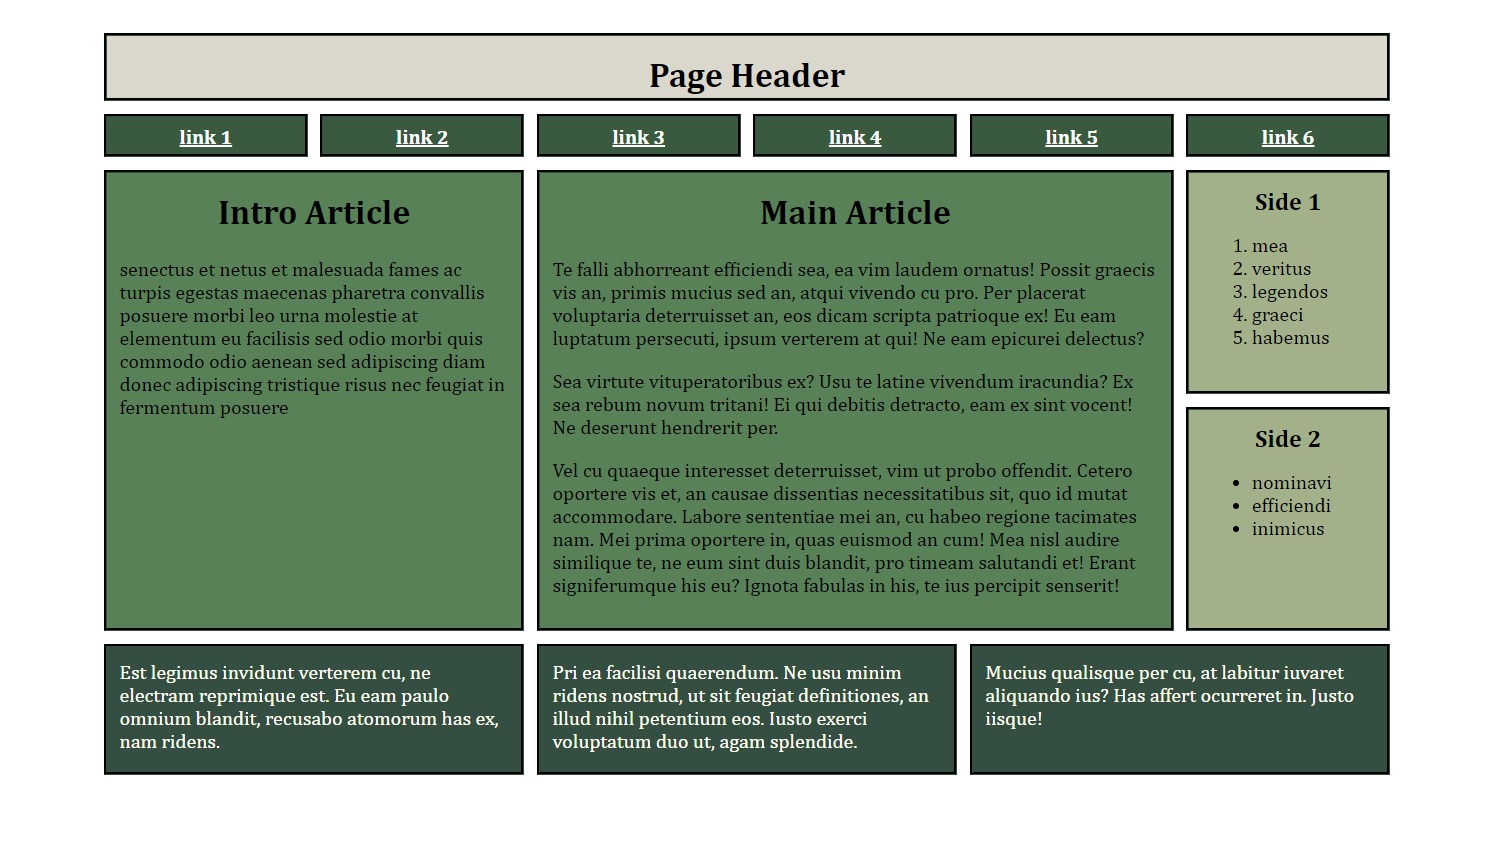 Page Header
link 1
link 2
link 3
link 4
link 5
link 6
Intro Article
senectus et netus et malesuada fames ac
turpis egestas maecenas pharetra convallis
posuere morbi leo urna molestie at
elementum eu facilisis sed odio morbi quis
commodo odio aenean sed adipiscing diam
donec adipiscing tristique risus nec feugiat in
fermentum posuere
Main Article
Te falli abhorreant efficiendi sea, ea vim laudem ornatus! Possit graecis
vis an, primis mucius sed an, atqui vivendo cu pro. Per placerat
voluptaria deterruisset an, eos dicam scripta patrioque ex! Eu eam
luptatum persecuti, ipsum verterem at qui! Ne eam epicurei delectus?
Sea virtute vituperatoribus ex? Usu te latine vivendum iracundia? Ex
sea rebum novum tritani! Ei qui debitis detracto, eam ex sint vocent!
Ne deserunt hendrerit per.
Vel cu quaeque interesset deterruisset, vim ut probo offendit. Cetero
oportere vis et, an causae dissentias necessitatibus sit, quo id mutat
accommodare. Labore sententiae mei an, cu habeo regione tacimates
nam. Mei prima oportere in, quas euismod an cum! Mea nisl audire
similique te, ne eum sint duis blandit, pro timeam salutandi et! Erant
signiferumque his eu? Ignota fabulas in his, te ius percipit senserit!
Side 1
1. mea
2. veritus
3. legendos
4. graeci
5. habemus
Side 2
• nominavi
• efficiendi
• inimicus
Est legimus invidunt verterem cu, ne
electram reprimique est. Eu eam paulo
omnium blandit, recusabo atomorum has ex,
nam ridens.
Pri ea facilisi quaerendum. Ne usu minim
ridens nostrud, ut sit feugiat definitiones, an
illud nihil petentium eos. Iusto exerci
voluptatum duo ut, agam splendide.
Mucius qualisque per cu, at labitur iuvaret
aliquando ius? Has affert ocurreret in. Justo
iisque!